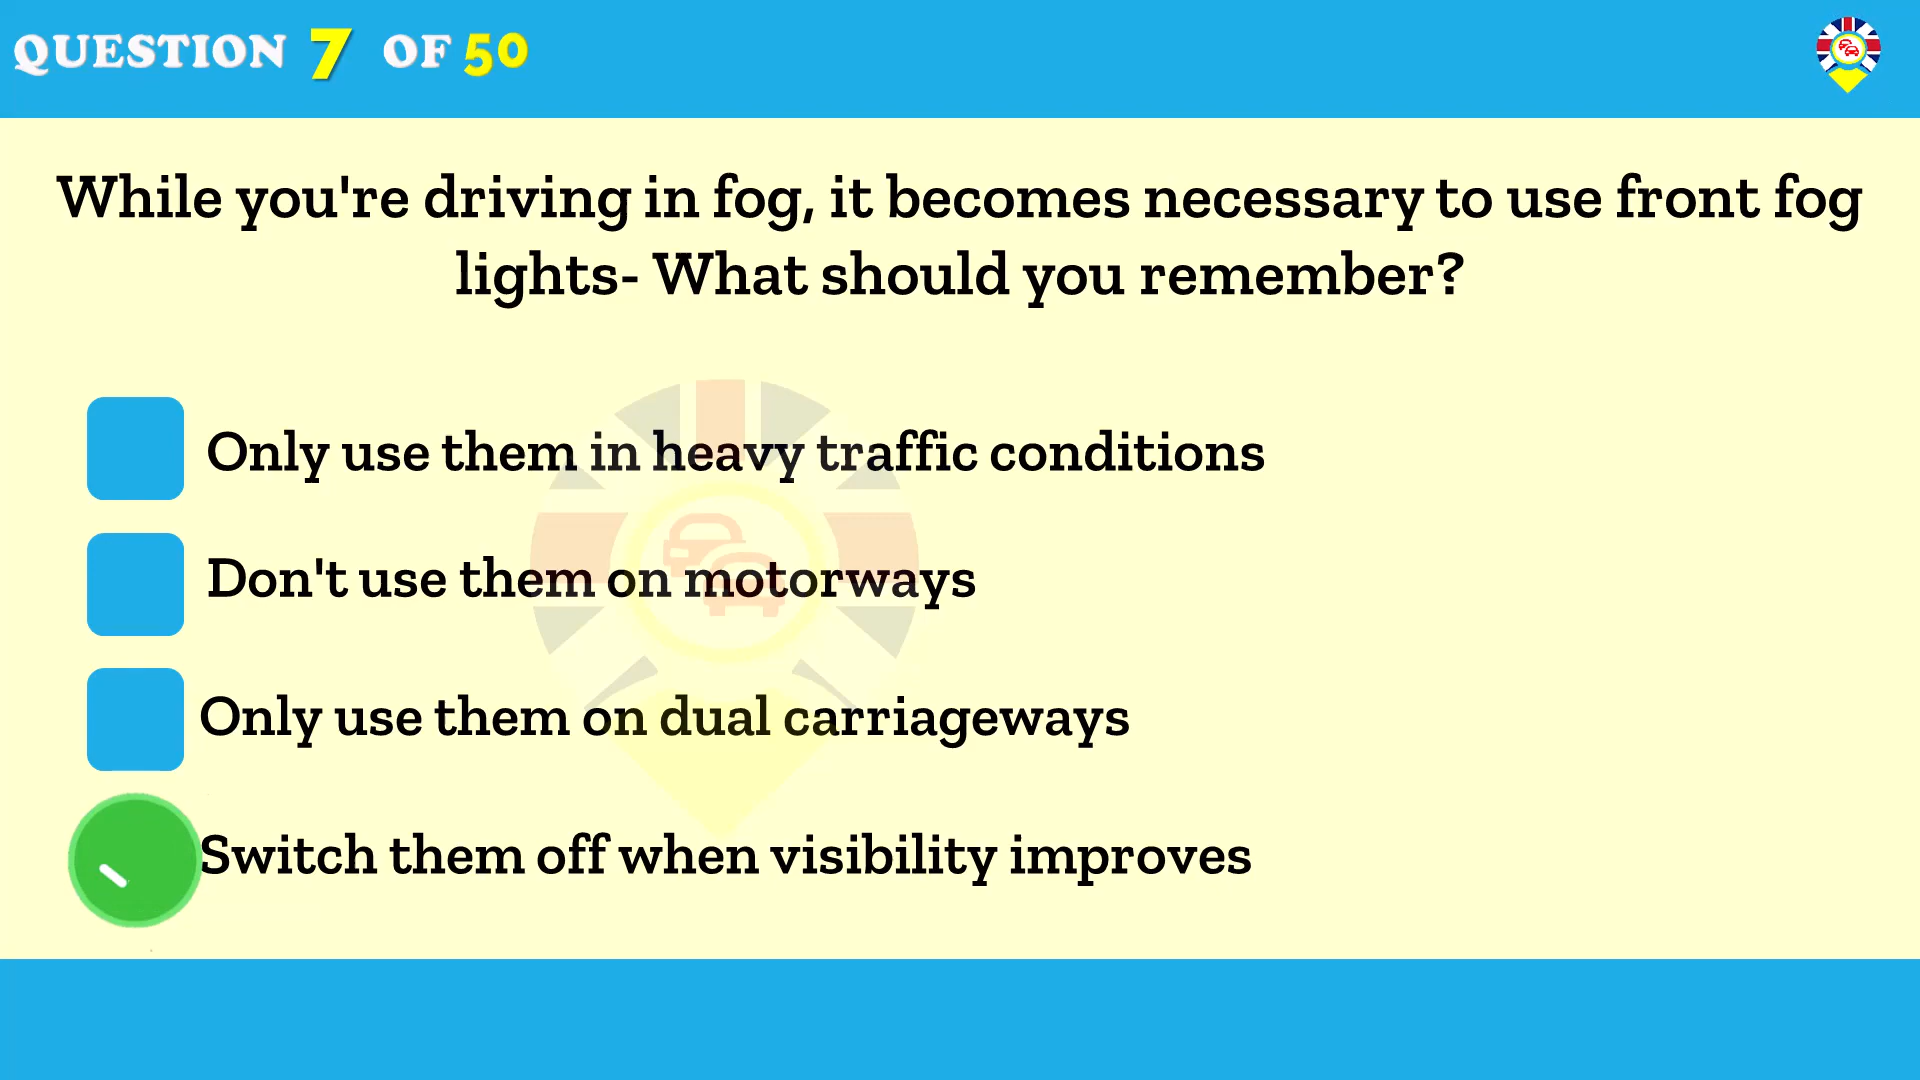 QUESTION 7 OF 50
While you're driving in fog, it becomes necessary to use front fog
lights- What should you remember?
Only use them in heavy traffic conditions
Don't use them on motorways
Only use them on dual carriageways
Switch them off when visibility improves